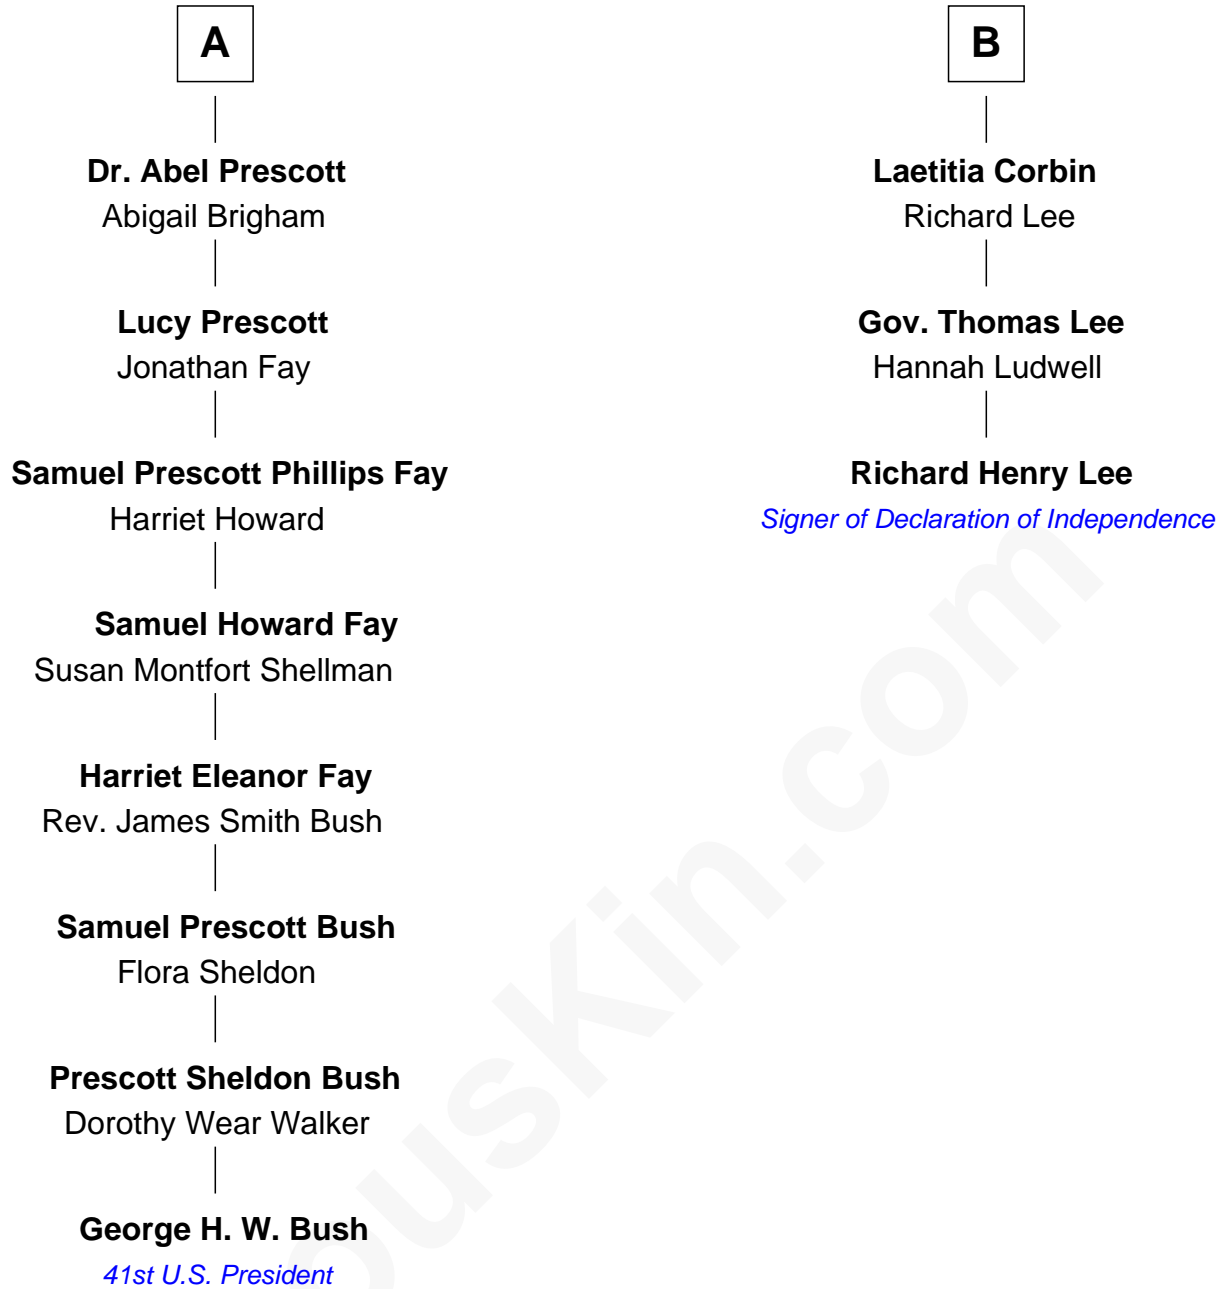 A
Dr. Abel Prescott
Abigail Brigham
Lucy Prescott
Jonathan Fay
Samuel Prescott Phillips Fay
Harriet Howard
Samuel Howard Fay
Susan Montfort Shellman
Harriet Eleanor Fay
Rev. James Smith Bush
Samuel Prescott Bush
Flora Sheldon
Prescott Sheldon Bush
Dorothy Wear Walker
George H. W. Bush
41st U.S. President
B
Laetitia Corbin
Richard Lee
Gov. Thomas Lee
Hannah Ludwell
Richard Henry Lee
Signer of Declaration of Independence
ousKin.com